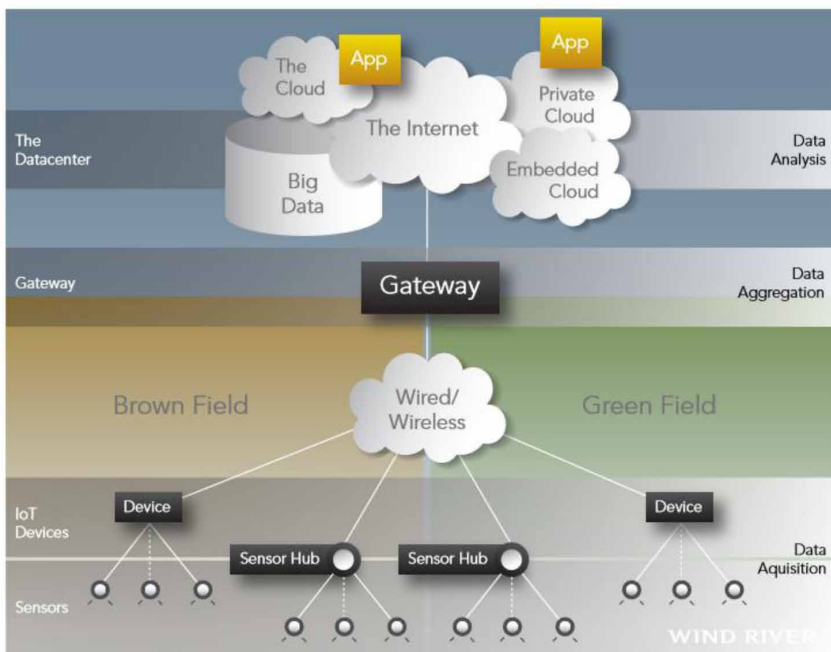 App
App
The
Cloud
Private
Cloud
The Internet
The
Datacenter
Data
Analysis
Big
Data
Embedded
Cloud
Gateway
Gateway
Data
Aggregation
Brown Field
Wired/
Wireless
Green Field
IoT
Devices
Device
Device
Sensor Hub
Sensor Hub
Data
Aquisition
Sensors
WIND RIVER